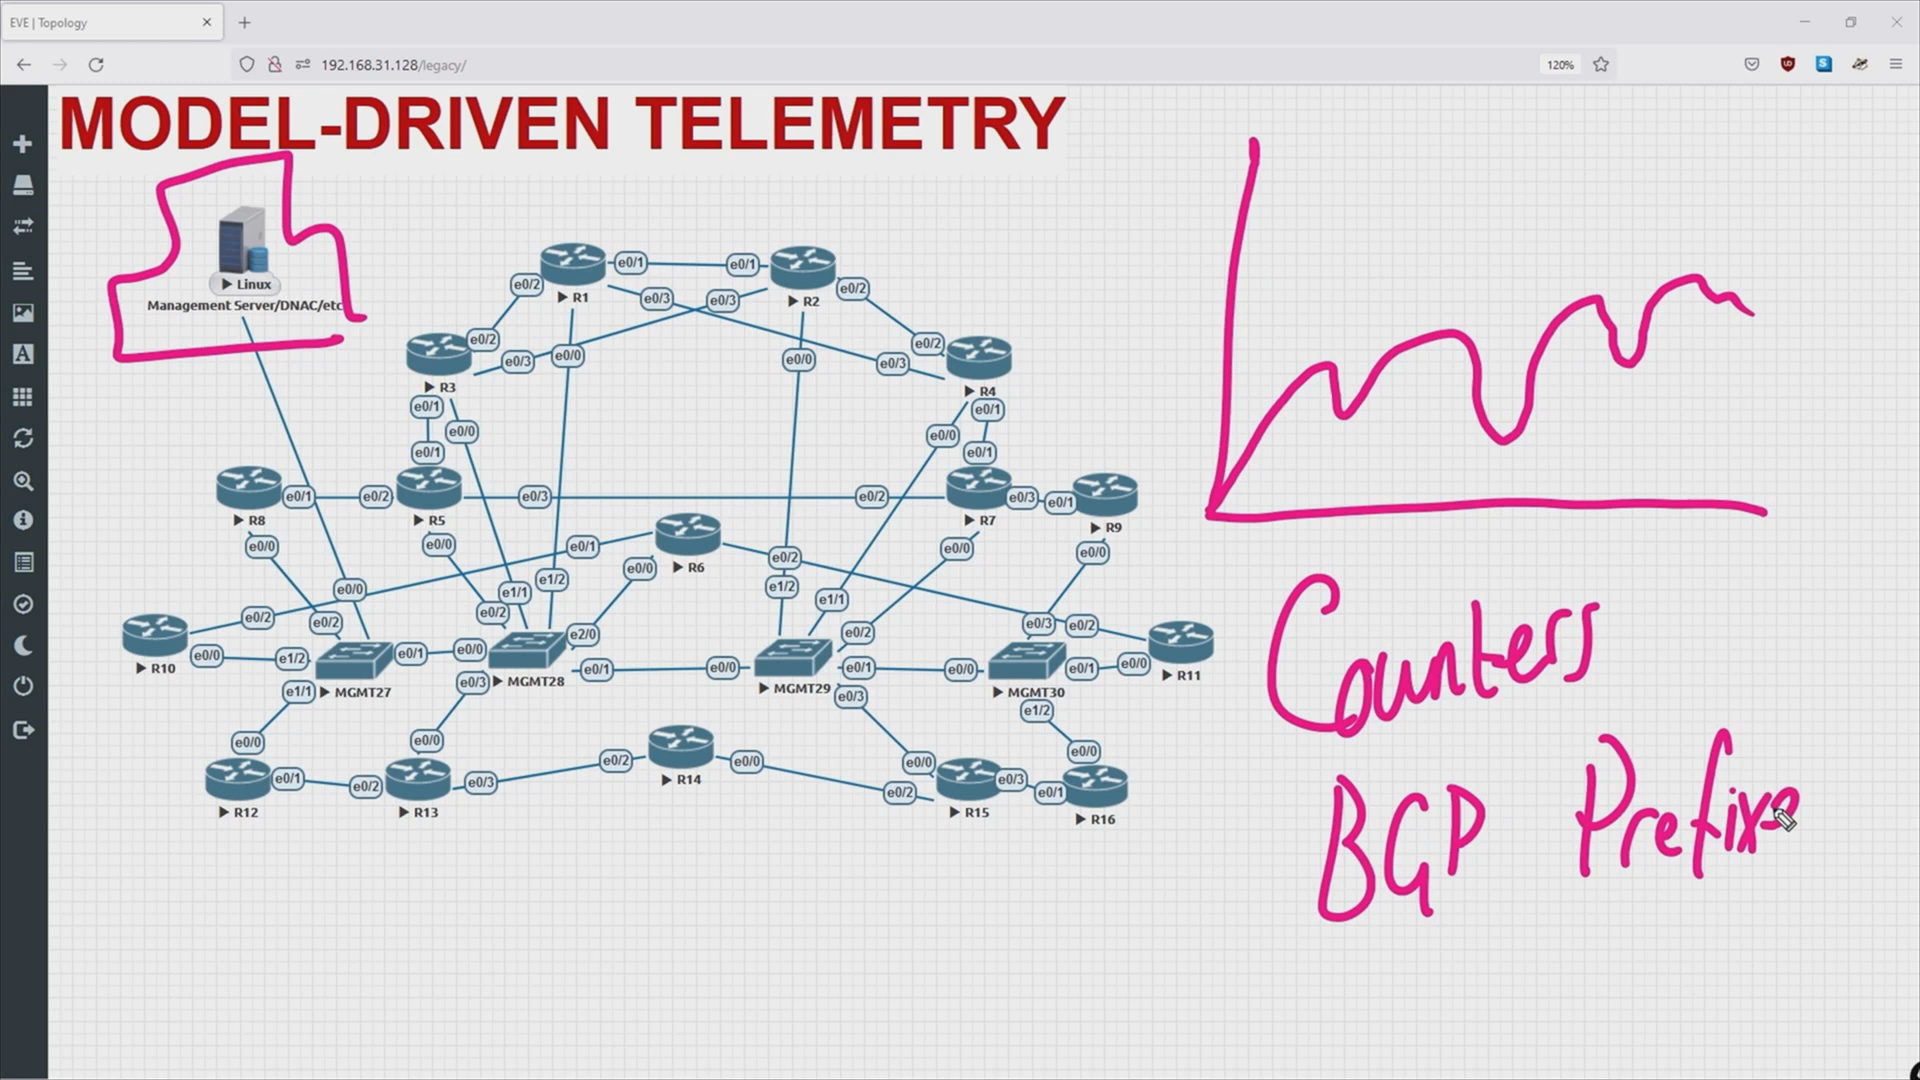 EVE | Topology
192.168.31.128/legacy/
120%
MODEL-DRIVEN TELEMETRY
Linux
Management Server/DNAC/etc
R1
e0/1
e0/1
R2
e0/2
e0/3
e0/3
e0/2
e0/2
e0/3
e0/0
e0/0
e0/3
e0/2
R3
R4
e0/1
e0/0
e0/0
e0/1
e0/1
e0/1
R8
e0/1
e0/2
R5
e0/3
e0/2
R7
e0/3
e0/1
R9
e0/0
e0/0
e0/1
R6
e0/2
e0/0
e0/0
e0/0
e0/0
e1/1
e1/2
e1/2
e1/1
e0/2
e0/2
e0/2
e2/0
e0/2
e0/3
e0/2
R10
e0/0
e1/2
MGMT27
e0/1
e0/0
MGMT28
e0/1
e0/0
MGMT29
e0/1
e0/0
MGMT30
e0/1
e0/0
R11
e1/1
e0/3
e0/3
e1/2
e0/0
e0/0
e0/0
e0/0
R12
e0/1
e0/2
R13
e0/3
e0/2
R14
e0/0
e0/2
R15
e0/3
e0/1
R16
Counters
BGP Prefixs